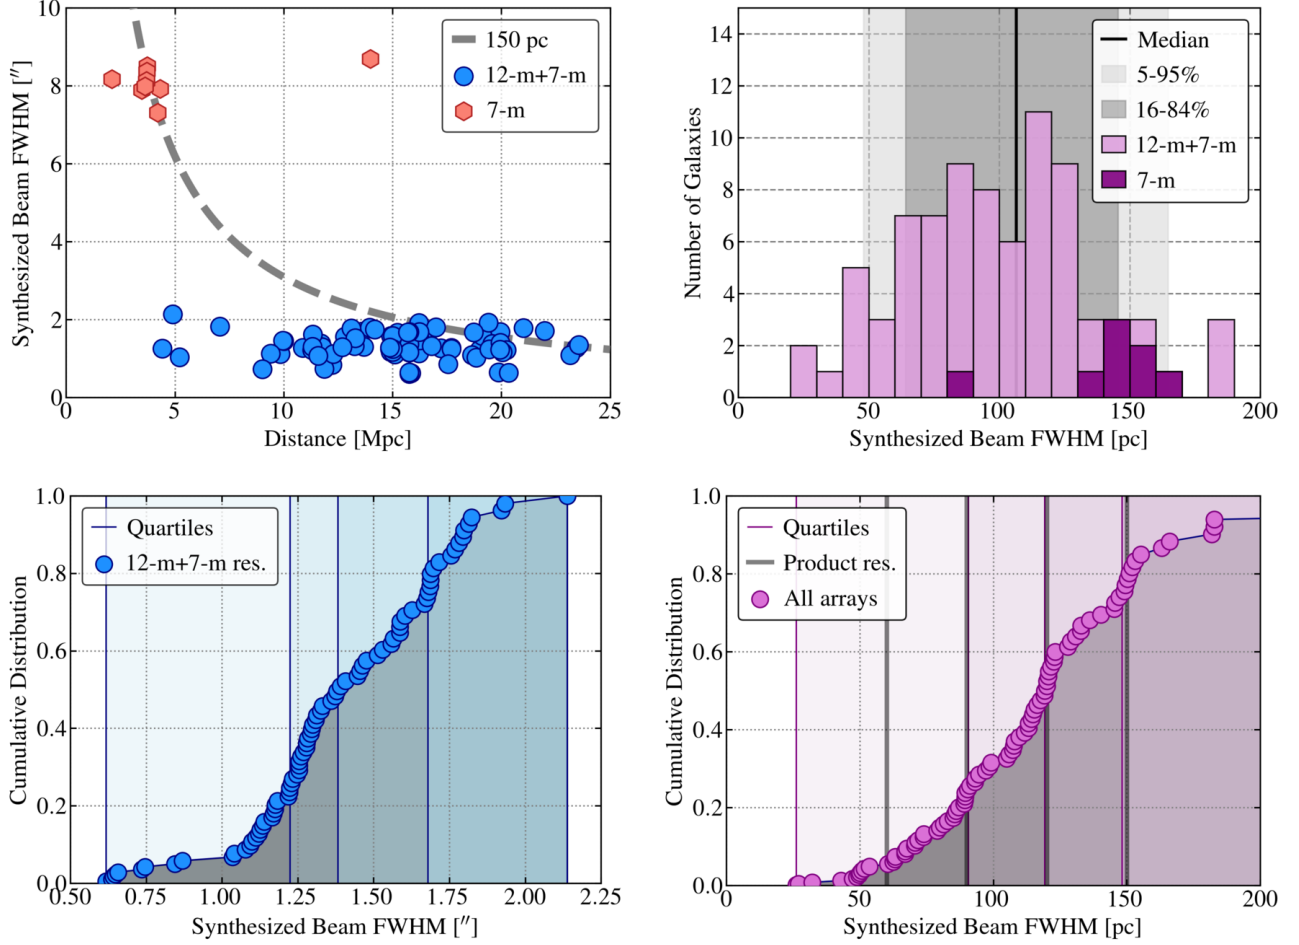 10
8
6
4
2
0
0
5
10
15
20
25
Synthesized Beam FWHM [″]
Distance [Mpc]
150 pc
12-m+7-m
7-m
14
12
10
8
6
4
2
0
0
50
100
150
200
Number of Galaxies
Synthesized Beam FWHM [pc]
Median
5-95%
16-84%
12-m+7-m
7-m
1.0
0.8
0.6
0.4
0.2
0.0
0.50
0.75
1.00
1.25
1.50
1.75
2.00
2.25
Cumulative Distribution
Synthesized Beam FWHM [″]
Quartiles
12-m+7-m res.
1.0
0.8
0.6
0.4
0.2
0.0
0
50
100
150
200
Cumulative Distribution
Synthesized Beam FWHM [pc]
Quartiles
Product res.
All arrays